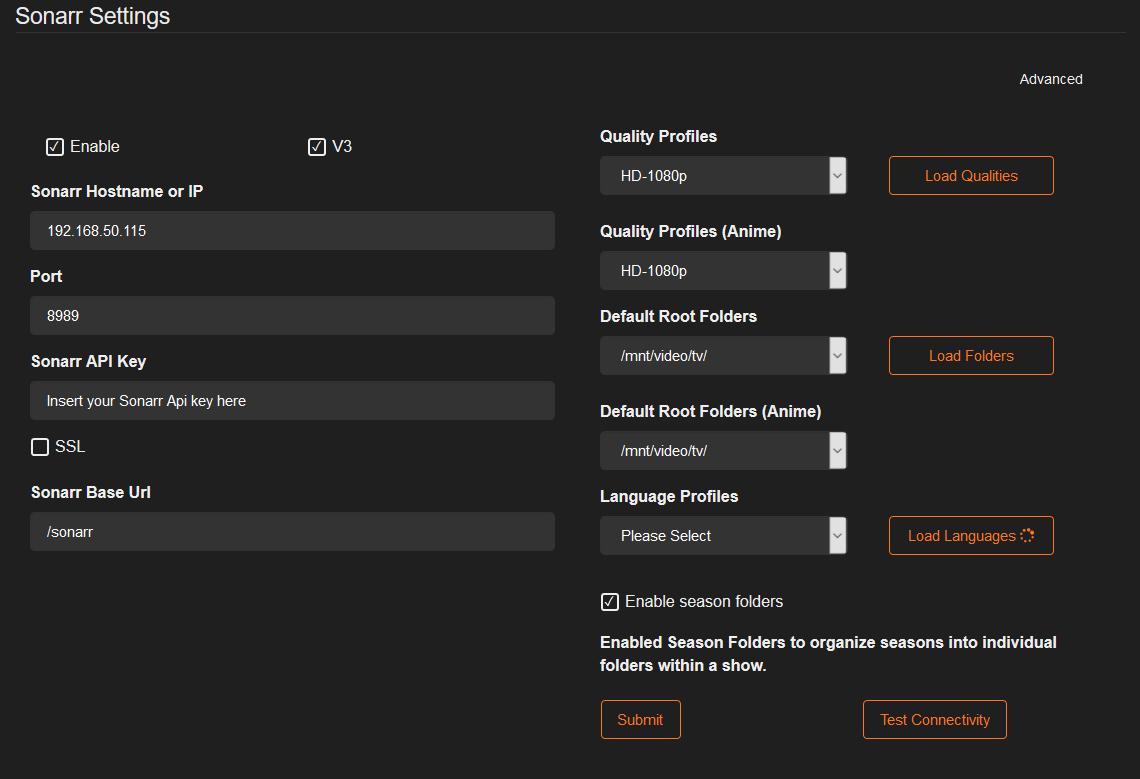 Sonarr Settings
Advanced
Enable
V3
Sonarr Hostname or IP
192.168.50.115
Port
8989
Sonarr API Key
Insert your Sonarr Api key here
SSL
Sonarr Base Url
/sonarr
Quality Profiles
HD-1080p
Load Qualities
Quality Profiles (Anime)
HD-1080p
Default Root Folders
/mnt/video/tv/
Load Folders
Default Root Folders (Anime)
/mnt/video/tv/
Language Profiles
Please Select
Load Languages
Enable season folders
Enabled Season Folders to organize seasons into individual
folders within a show.
Submit
Test Connectivity